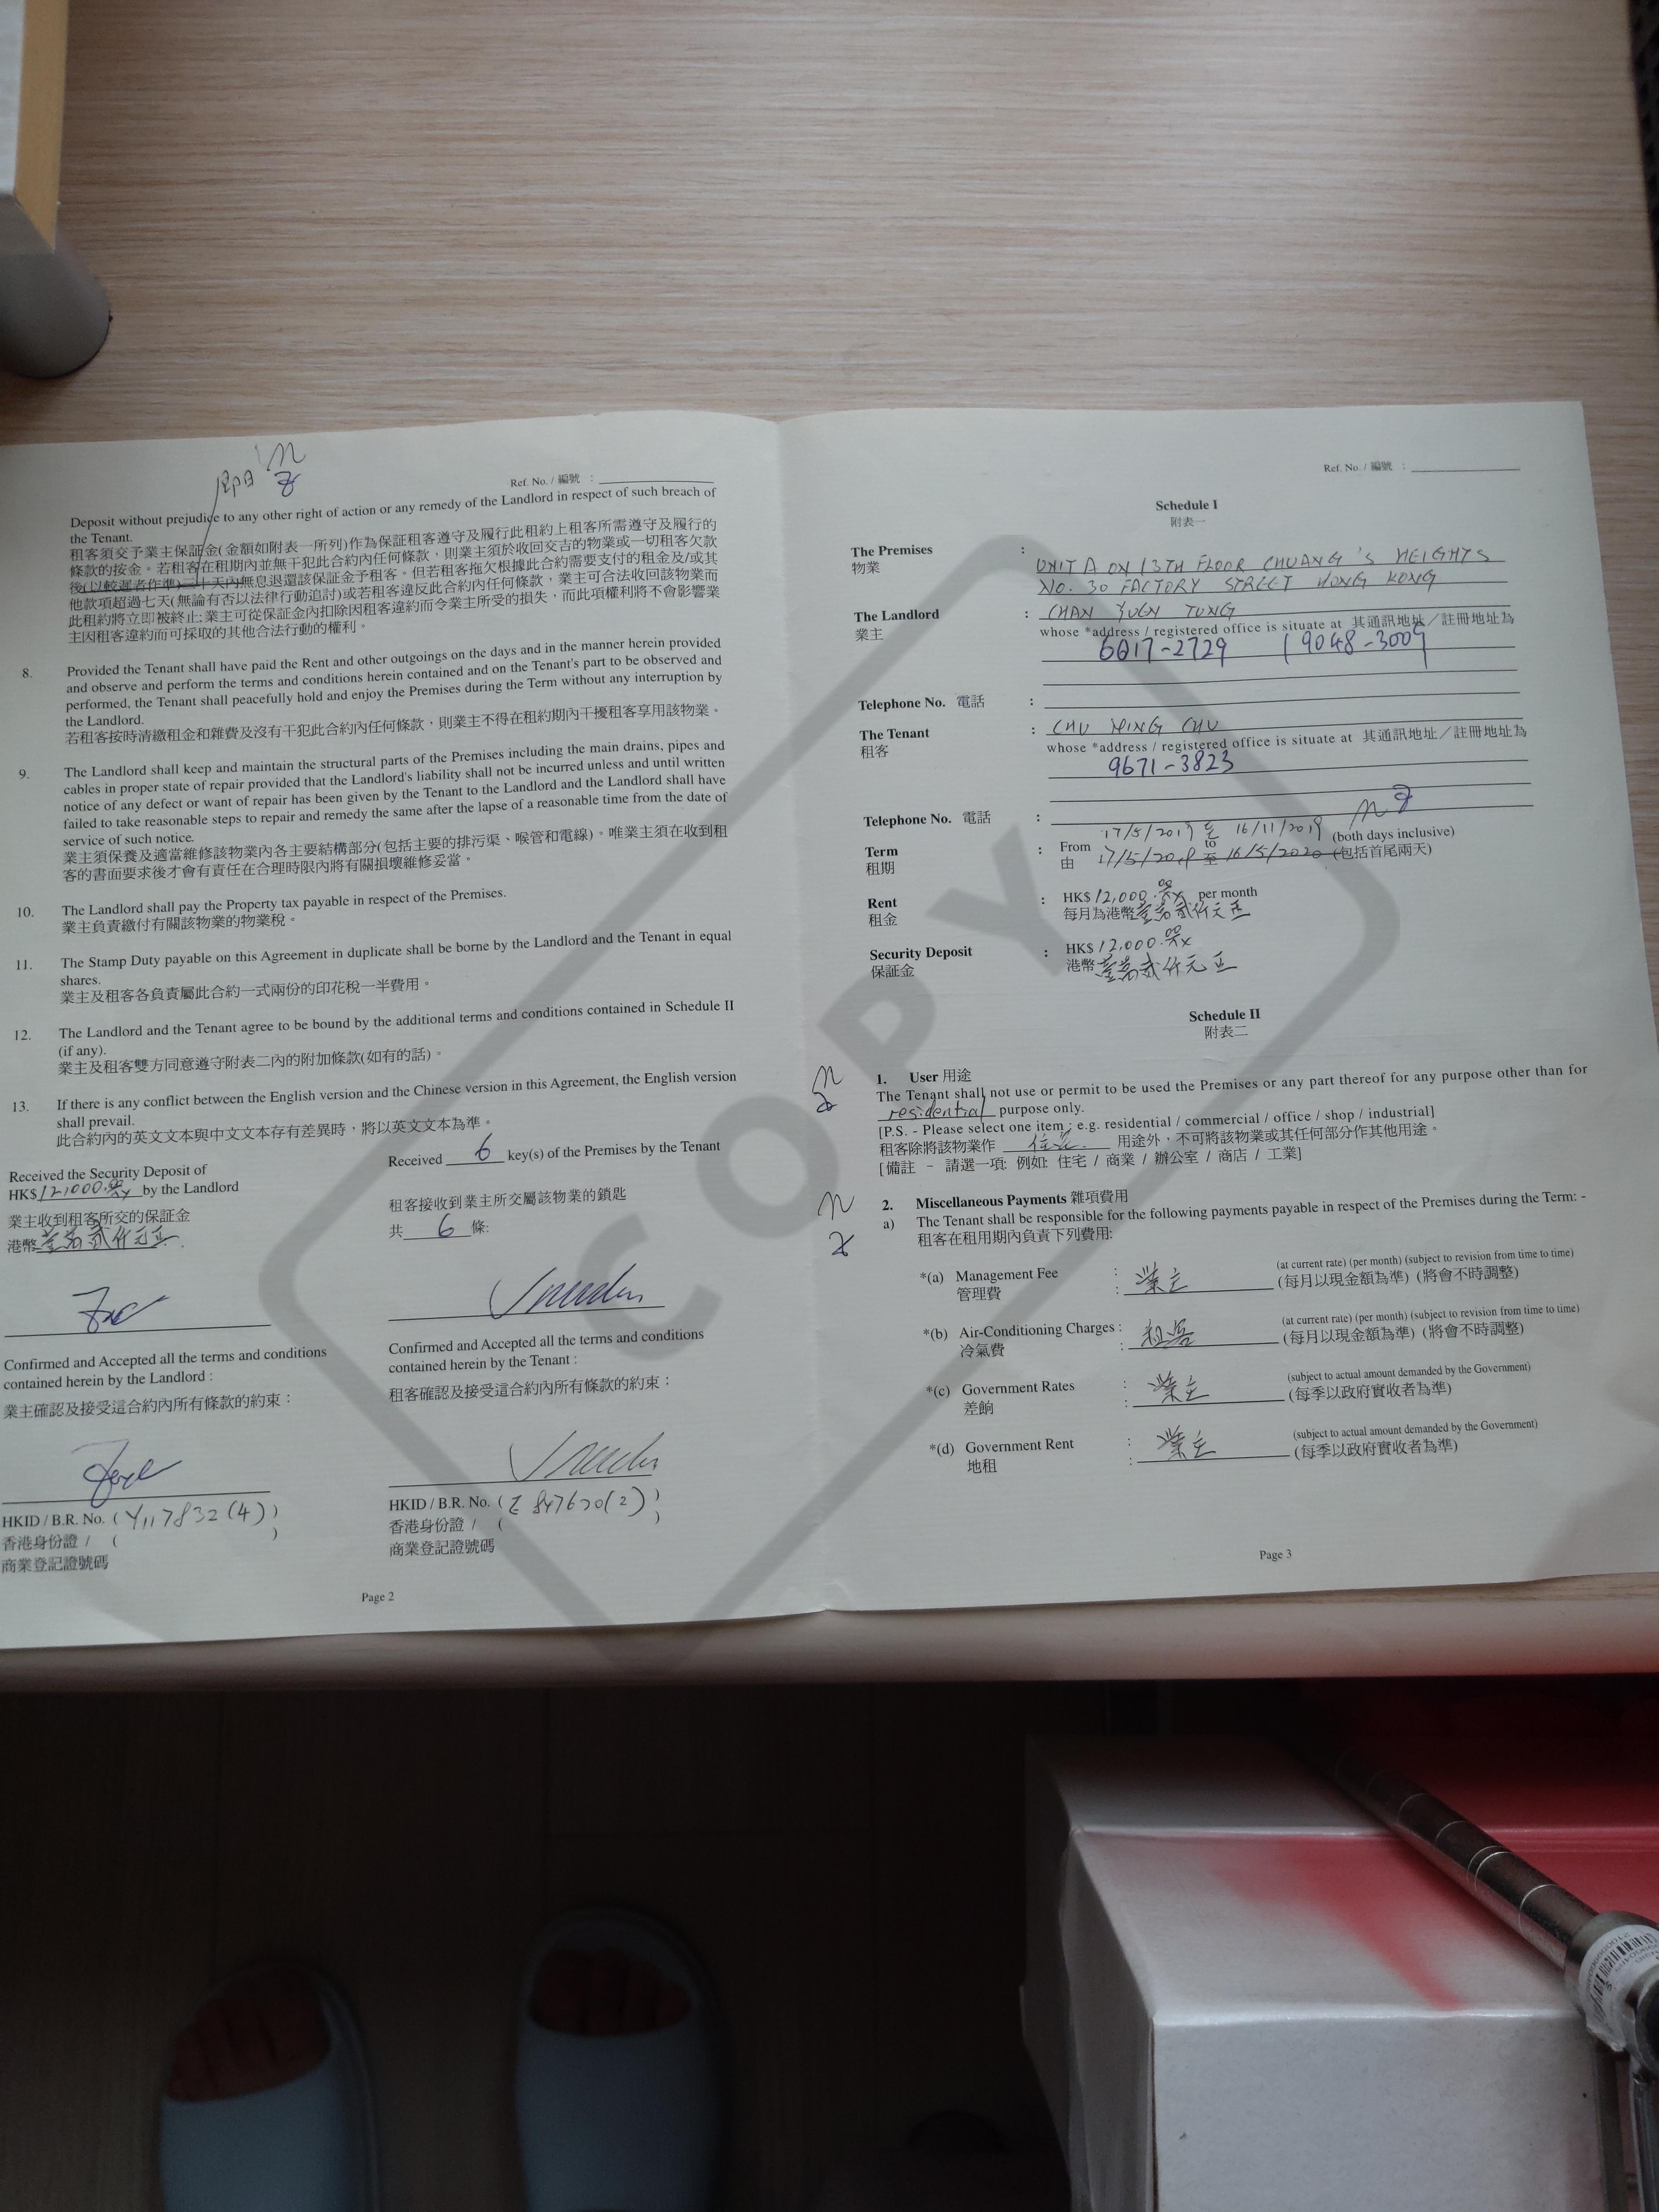 即日
Ref. No. / 編號 :
Deposit without prejudice to any other right of action or any remedy of the Landlord in respect of such breach of
the Tenant.
租客須交予業主保証金(金額如附表一所列)作為保証租客遵守及履行此租約上租客所需遵守及履行的
條款的按金。若租客在租期內並無干犯此合約內任何條款，則業主須於收回交吉的物業或一切租客欠款
後(以較遲者作準)三十天內無息退還該保証金予租客。但若租客拖欠根據此合約需要支付的租金及/或其
他款項超過七天(無論有否以法律行動追討)或若租客違反此合約內任何條款，業主可合法收回該物業而
此租約將立即被終止;業主可從保証金內扣除因租客違約而令業主所受的損失，而此項權利將不會影響業
主因租客違約而可採取的其他合法行動的權利。
8. Provided the Tenant shall have paid the Rent and other outgoings on the days and in the manner herein provided
and observe and perform the terms and conditions herein contained and on the Tenant's part to be observed and
performed, the Tenant shall peacefully hold and enjoy the Premises during the Term without any interruption by
the Landlord.
若租客按時清繳租金和雜費及沒有干犯此合約內任何條款，則業主不得在租約期內干擾租客享用該物業。
9. The Landlord shall keep and maintain the structural parts of the Premises including the main drains, pipes and
cables in proper state of repair provided that the Landlord's liability shall not be incurred unless and until written
notice of any defect or want of repair has been given by the Tenant to the Landlord and the Landlord shall have
failed to take reasonable steps to repair and remedy the same after the lapse of a reasonable time from the date of
service of such notice.
業主須保養及適當維修該物業內各主要結構部分(包括主要的排污渠、喉管和電線)。唯業主須在收到租
客的書面要求後才會有責任在合理時限內將有關損壞維修妥當。
10. The Landlord shall pay the Property tax payable in respect of the Premises.
業主負責繳付有關該物業的物業稅。
11. The Stamp Duty payable on this Agreement in duplicate shall be borne by the Landlord and the Tenant in equal
shares.
業主及租客各負責屬此合約一式兩份的印花稅一半費用。
12. The Landlord and the Tenant agree to be bound by the additional terms and conditions contained in Schedule II
(if any).
業主及租客雙方同意遵守附表二內的附加條款(如有的話)。
13. If there is any conflict between the English version and the Chinese version in this Agreement, the English version
shall prevail.
此合約內的英文文本與中文文本存有差異時，將以英文文本為準。
Received the Security Deposit of
HK$ 12,000.00 by the Landlord
業主收到租客所交的保証金
港幣 壹萬貳仟元正
Received 6 key(s) of the Premises by the Tenant
租客接收到業主所交屬該物業的鎖匙
共 6 條:
Confirmed and Accepted all the terms and conditions
contained herein by the Landlord :
業主確認及接受這合約內所有條款的約束：
Confirmed and Accepted all the terms and conditions
contained herein by the Tenant :
租客確認及接受這合約內所有條款的約束：
HKID / B.R. No. ( Y117832(4) )
香港身份證 / ( )
商業登記證號碼
HKID / B.R. No. ( Z847620(2) )
香港身份證 / ( )
商業登記證號碼
Page 2
Ref. No. / 編號 :
Schedule I
附表一
The Premises : UNIT A ON 13TH FLOOR CHUANG'S HEIGHTS
物業 NO. 30 FACTORY STREET HONG KONG
The Landlord : CHAN YUEN TUNG
業主 whose *address / registered office is situate at 其通訊地址／註冊地址為
6017-2729 / 9048-3009
Telephone No. 電話 :
The Tenant : CHU HING CHU
租客 whose *address / registered office is situate at 其通訊地址／註冊地址為
9671-3823
Telephone No. 電話 :
17/5/2019 至 16/11/2019
Term : From 17/5/2019 to 16/5/2020 (both days inclusive)
租期 由 至 (包括首尾兩天)
Rent : HK$ 12,000.00 per month
租金 每月為港幣 壹萬貳仟元正
Security Deposit : HK$ 12,000.00
保証金 港幣 壹萬貳仟元正
Schedule II
附表二
1. User 用途
The Tenant shall not use or permit to be used the Premises or any part thereof for any purpose other than for
residential purpose only.
[P.S. - Please select one item ; e.g. residential / commercial / office / shop / industrial]
租客除將該物業作 住宅 用途外，不可將該物業或其任何部分作其他用途。
[備註 - 請選一項: 例如: 住宅 / 商業 / 辦公室 / 商店 / 工業]
2. Miscellaneous Payments 雜項費用
a) The Tenant shall be responsible for the following payments payable in respect of the Premises during the Term: -
租客在租用期內負責下列費用:
*(a) Management Fee : 業主 (at current rate) (per month) (subject to revision from time to time)
管理費 : (每月以現金額為準) (將會不時調整)
*(b) Air-Conditioning Charges : 租客 (at current rate) (per month) (subject to revision from time to time)
冷氣費 : (每月以現金額為準) (將會不時調整)
*(c) Government Rates : 業主 (subject to actual amount demanded by the Government)
差餉 : (每季以政府實收者為準)
*(d) Government Rent : 業主 (subject to actual amount demanded by the Government)
地租 : (每季以政府實收者為準)
Page 3
COPY